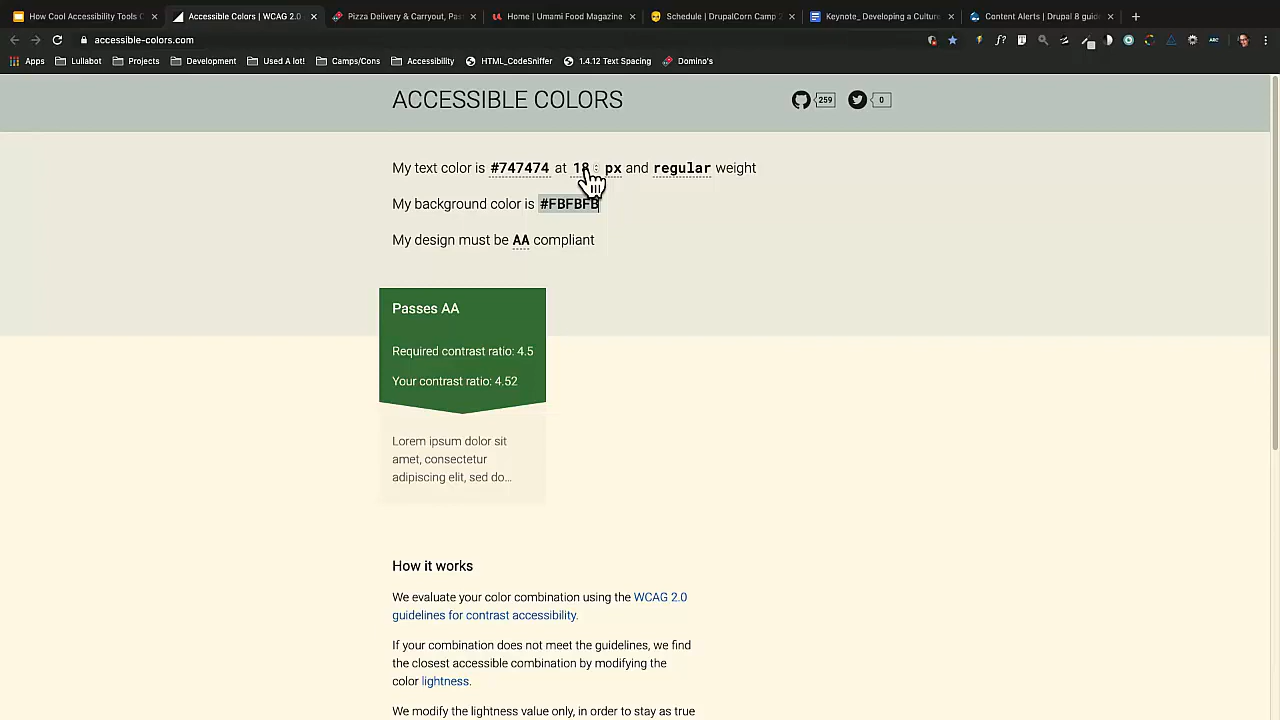 How Cool Accessibility Tools C
Accessible Colors | WCAG 2.0
Pizza Delivery & Carryout, Pas
Home | Umami Food Magazine
Schedule | DrupalCorn Camp 2
Keynote_ Developing a Culture
Content Alerts | Drupal 8 guide
accessible-colors.com
Apps
Lullabot
Projects
Development
Used A lot!
Camps/Cons
Accessibility
HTML_CodeSniffer
1.4.12 Text Spacing
Domino's
ACCESSIBLE COLORS
259
0
My text color is #747474 at 18 px and regular weight
My background color is #FBFBFB
My design must be AA compliant
Passes AA
Required contrast ratio: 4.5
Your contrast ratio: 4.52
Lorem ipsum dolor sit
amet, consectetur
adipiscing elit, sed do...
How it works
We evaluate your color combination using the WCAG 2.0
guidelines for contrast accessibility.
If your combination does not meet the guidelines, we find
the closest accessible combination by modifying the
color lightness.
We modify the lightness value only, in order to stay as true